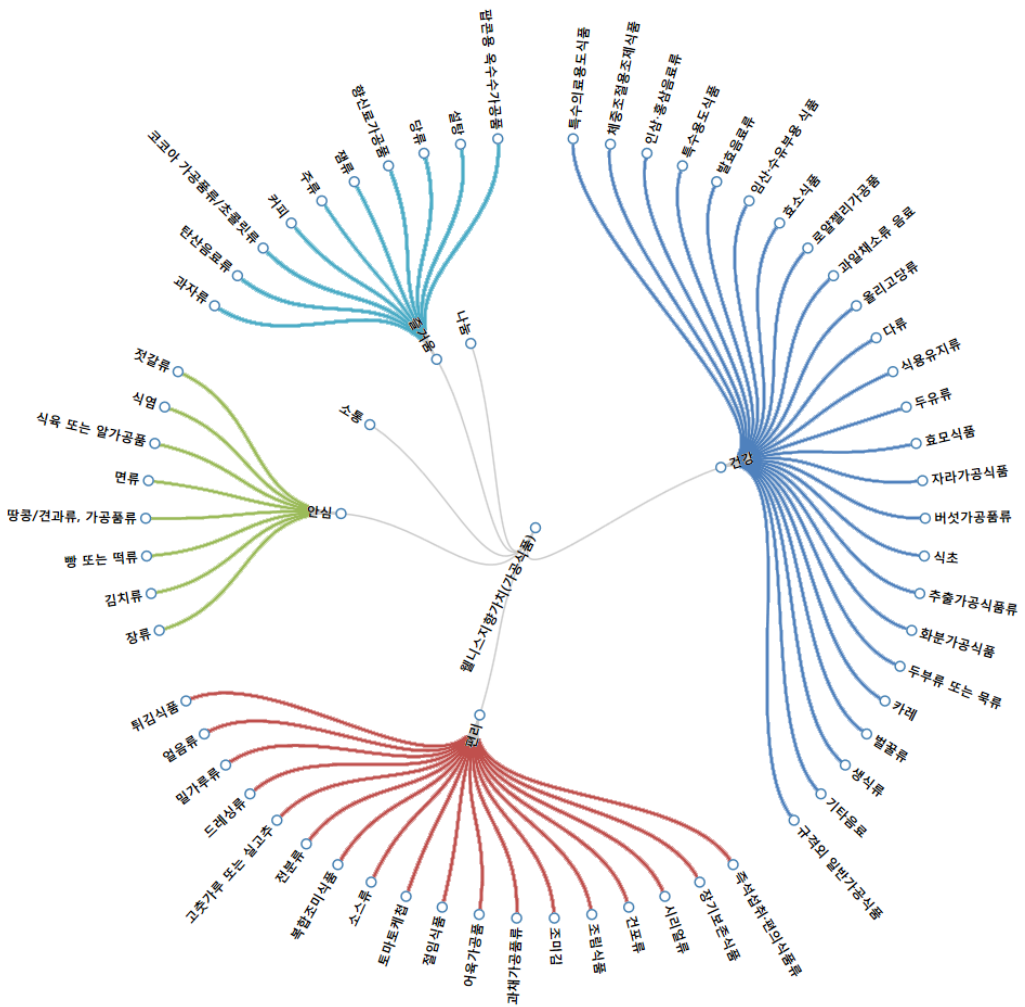 웰니스지향가치(가공식품)
건강
특수의료용도식품
체중조절용조제식품
인삼·홍삼음료류
특수용도식품
발효음료류
임산·수유부용 식품
효소식품
로얄젤리가공품
과일채소류 음료
올리고당류
다류
식용유지류
두유류
효모식품
자라가공식품
버섯가공품류
식초
추출가공식품류
화분가공식품
두부류 또는 묵류
카레
벌꿀류
생식류
기타음료
규격외 일반가공식품
편리
즉석섭취·편의식품류
장기보존식품
시리얼류
건포류
조림식품
조미김
과채가공품류
어육가공품
절임식품
토마토케첩
소스류
복합조미식품
전분류
고춧가루 또는 실고추
드레싱류
밀가루류
얼음류
튀김식품
안심
장류
김치류
빵 또는 떡류
땅콩/견과류, 가공품류
면류
식육 또는 알가공품
식염
젓갈류
소통
즐거움
과자류
탄산음료류
코코아 가공품류/초콜릿류
커피
주류
잼류
향신료가공품
당류
설탕
팝콘용 옥수수가공품
나눔